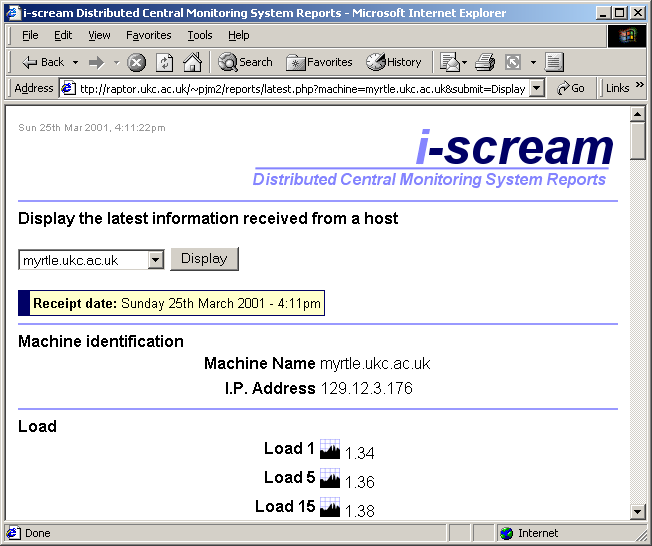 i-scream Distributed Central Monitoring System Reports - Microsoft Internet Explorer
File Edit View Favorites Tools Help
Back Search Favorites History
Address ttp://raptor.ukc.ac.uk/~pjm2/reports/latest.php?machine=myrtle.ukc.ac.uk&submit=Display Go Links »
Sun 25th Mar 2001, 4:11:22pm
i-scream
Distributed Central Monitoring System Reports
Display the latest information received from a host
myrtle.ukc.ac.uk Display
Receipt date: Sunday 25th March 2001 - 4:11pm
Machine identification
Machine Name myrtle.ukc.ac.uk
I.P. Address 129.12.3.176
Load
Load 1 1.34
Load 5 1.36
Load 15 1.38
Done Internet